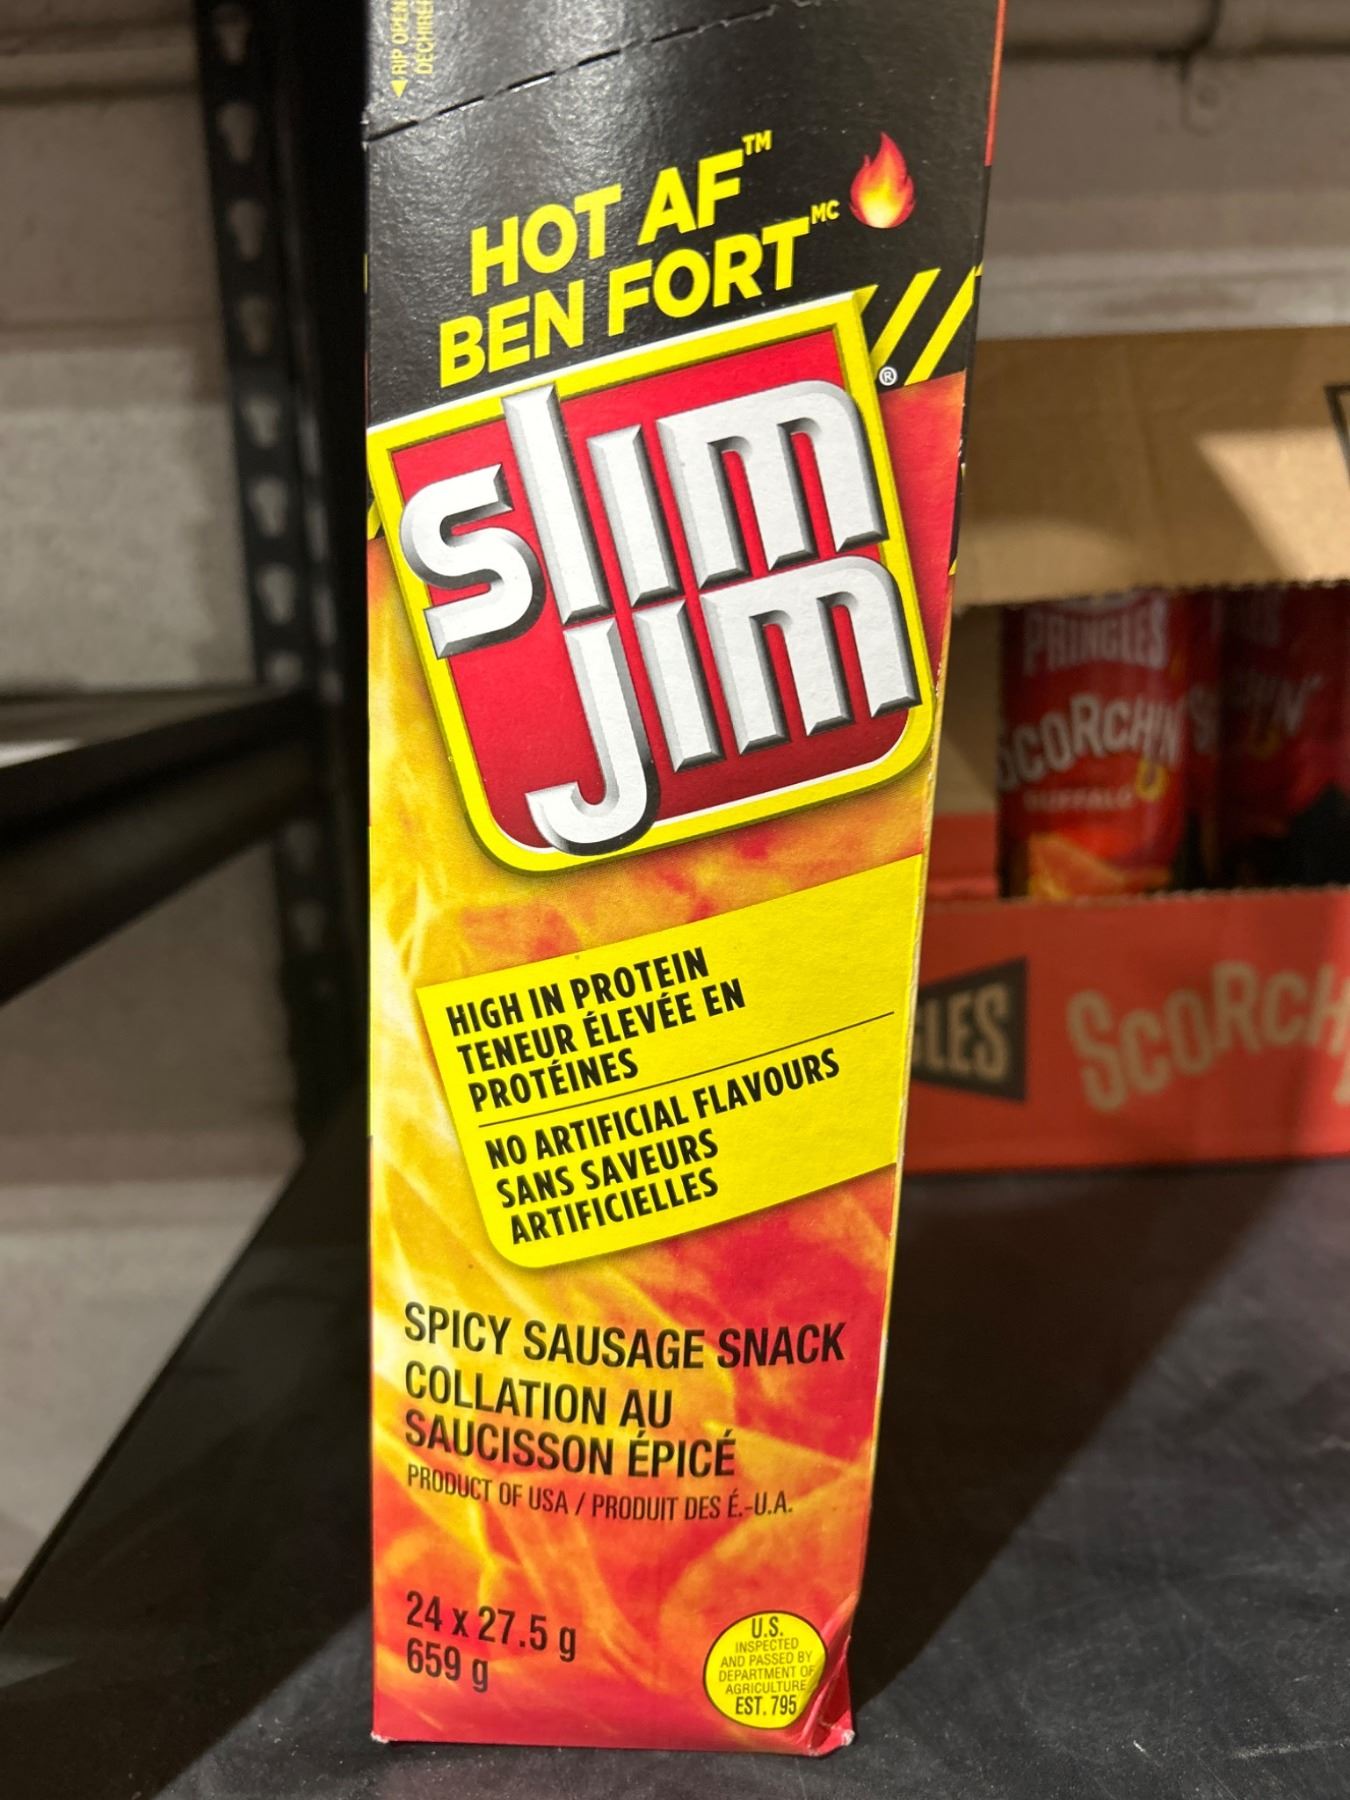 RIP OPEN
DÉCHIRER
HOT AF™
BEN FORT MC
slim
jim
®
HIGH IN PROTEIN
TENEUR ÉLEVÉE EN
PROTÉINES
NO ARTIFICIAL FLAVOURS
SANS SAVEURS
ARTIFICIELLES
SPICY SAUSAGE SNACK
COLLATION AU
SAUCISSON ÉPICÉ
PRODUCT OF USA / PRODUIT DES É.-U.A.
24 x 27.5 g
659 g
U.S.
INSPECTED
AND PASSED BY
DEPARTMENT OF
AGRICULTURE
EST. 795
PRINGLES
SCORCHIN'
BUFFALO
LES
SCORCH